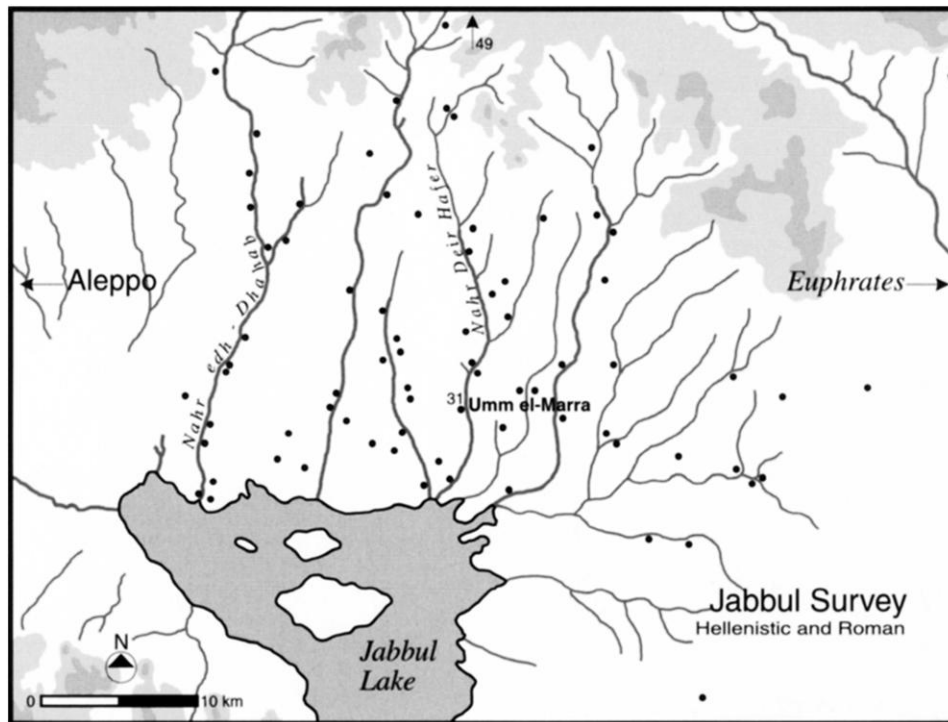 49
Nahr edh-Dhawab
Nahr Deir Hafer
Aleppo
Euphrates
31
Umm el-Marra
Jabbul Survey
Hellenistic and Roman
Jabbul
Lake
N
0
10 km